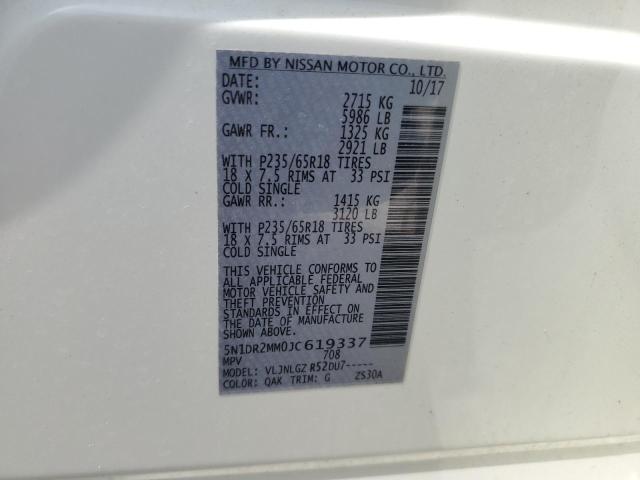 MFD BY NISSAN MOTOR CO., LTD.
DATE: 10/17
GVWR: 2715 KG
5986 LB
GAWR FR.: 1325 KG
2921 LB
WITH P235/65R18 TIRES
18 X 7.5 RIMS AT 33 PSI
COLD SINGLE
GAWR RR.: 1415 KG
3120 LB
WITH P235/65R18 TIRES
18 X 7.5 RIMS AT 33 PSI
COLD SINGLE
THIS VEHICLE CONFORMS TO
ALL APPLICABLE FEDERAL
MOTOR VEHICLE SAFETY AND
THEFT PREVENTION
STANDARDS IN EFFECT ON
THE DATE OF MANUFACTURE
SHOWN ABOVE.
5N1DR2MM0JC619337
MPV 708
MODEL: VLJNLGZ R52DU7-----
COLOR: QAK TRIM: G ZS30A